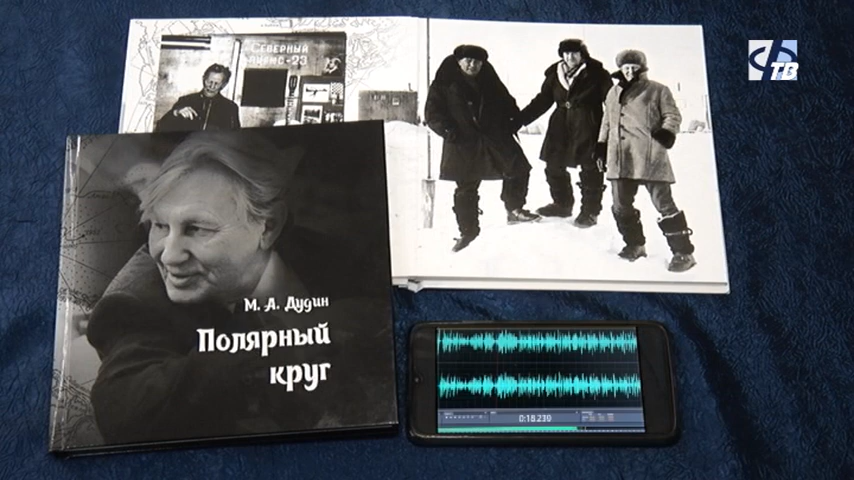 СЕВЕРНЫЙ
ПОЛЮС-23
ТВ
М. А. Дудин
Полярный
круг
0:18.230